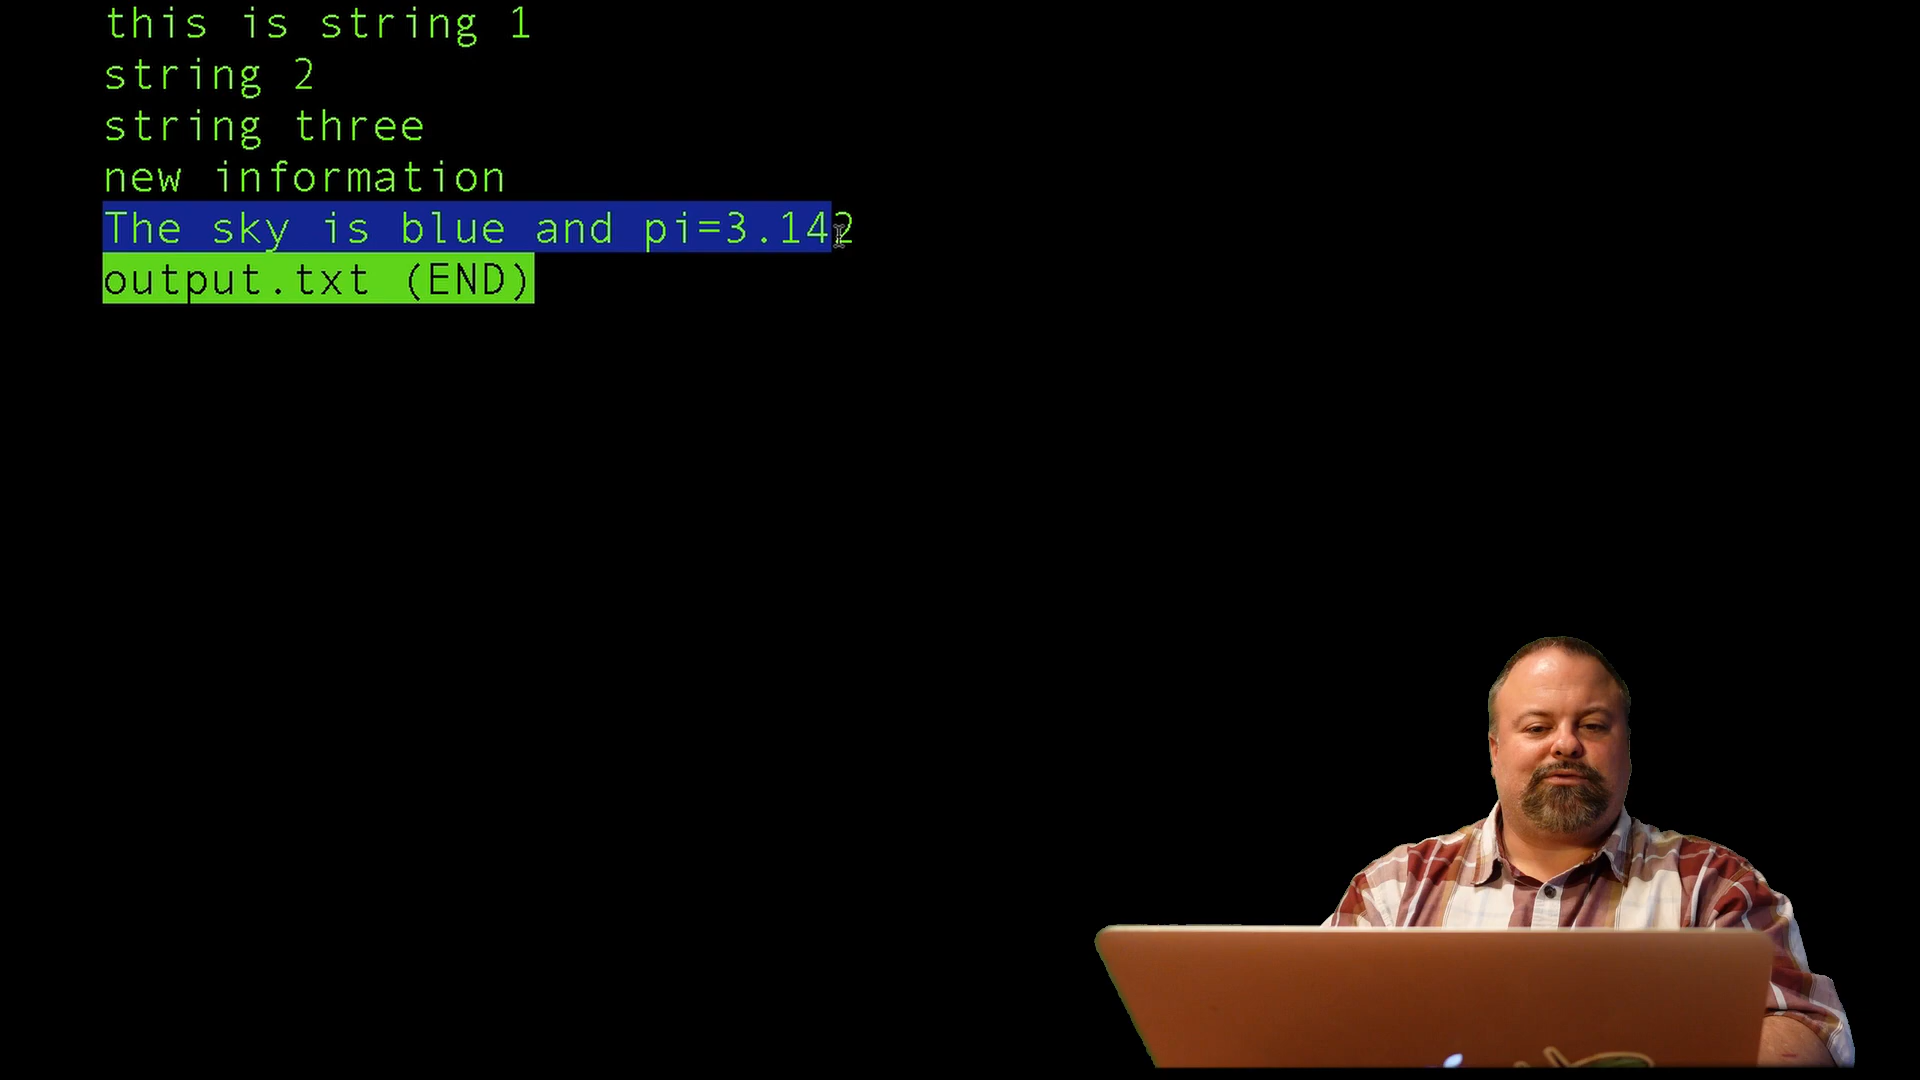 this is string 1
string 2
string three
new information
The sky is blue and pi=3.142
output.txt (END)